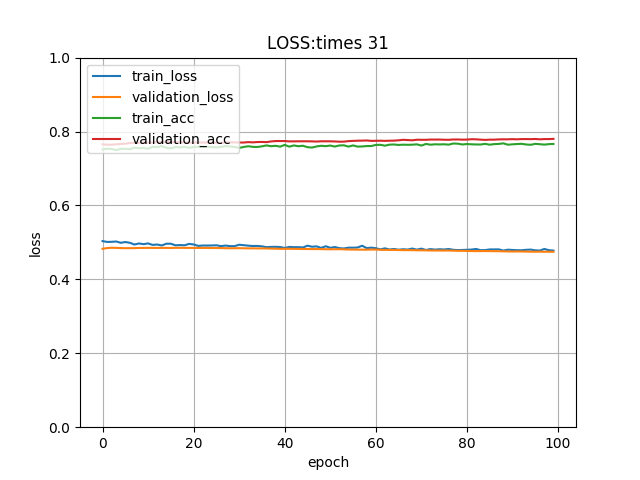 LOSS:times 31
1.0
0.8
0.6
0.4
0.2
0.0
loss
train_loss
validation_loss
train_acc
validation_acc
0 20 40 60 80 100
epoch